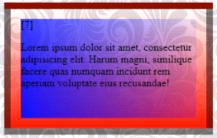 [7]
Lorem ipsum dolor sit amet, consectetur
adipisicing elit. Harum magni, similique
facere quas numquam incidunt rem
aperiam voluptate eius recusandae!